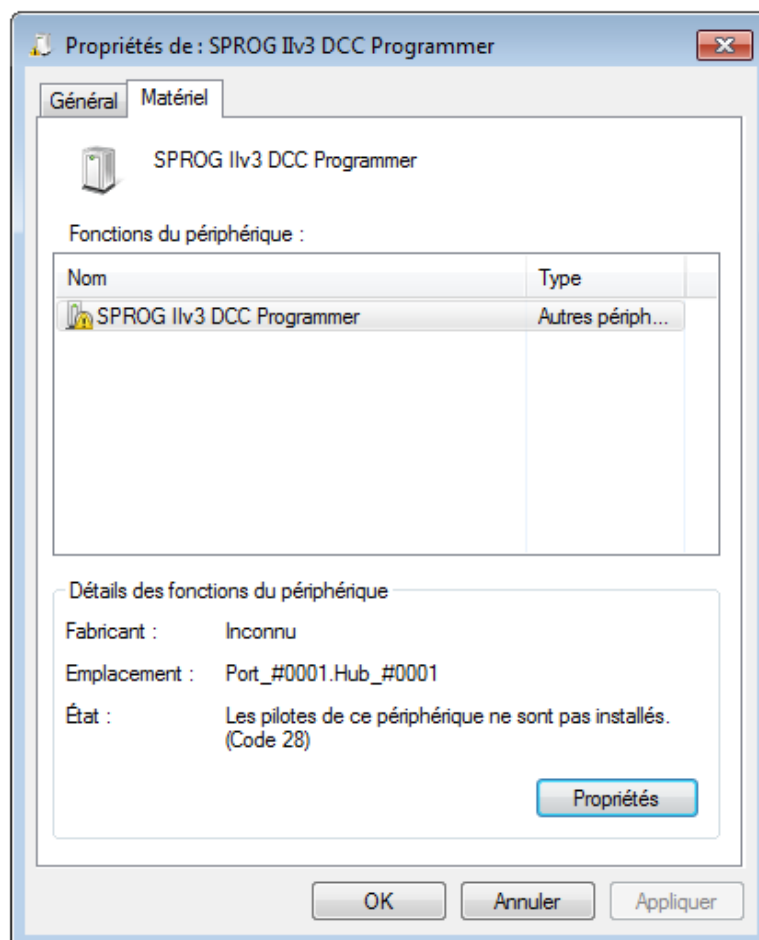 Propriétés de : SPROG IIv3 DCC Programmer
Général
Matériel
SPROG IIv3 DCC Programmer
Fonctions du périphérique :
Nom Type
SPROG IIv3 DCC Programmer Autres périph...
Détails des fonctions du périphérique
Fabricant : Inconnu
Emplacement : Port_#0001.Hub_#0001
État : Les pilotes de ce périphérique ne sont pas installés.
(Code 28)
Propriétés
OK Annuler Appliquer